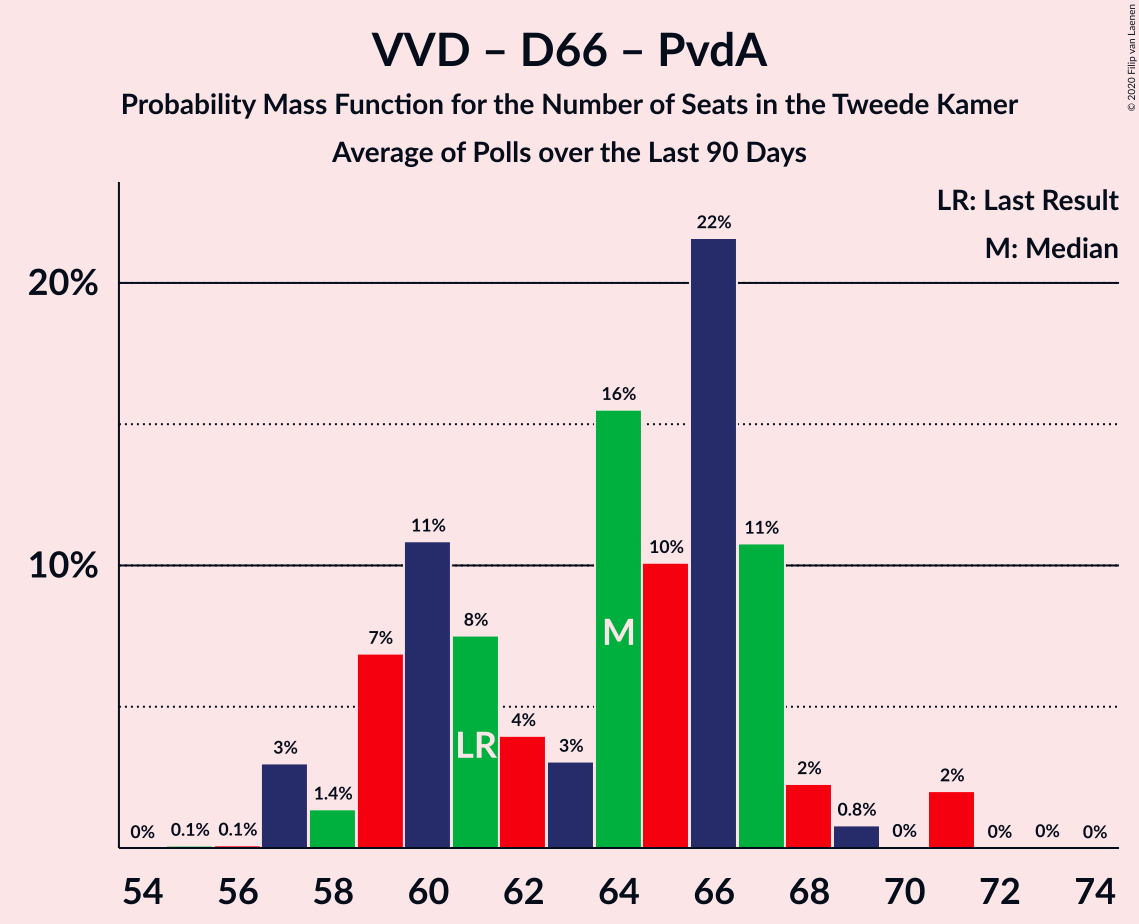 VVD – D66 – PvdA
Probability Mass Function for the Number of Seats in the Tweede Kamer
Average of Polls over the Last 90 Days
© 2020 Filip van Laenen
LR: Last Result
M: Median
20%
10%
0%
0.1%
0.1%
3%
1.4%
7%
11%
8%
4%
3%
16%
10%
22%
11%
2%
0.8%
0%
2%
0%
0%
0%
LR
M
54 56 58 60 62 64 66 68 70 72 74